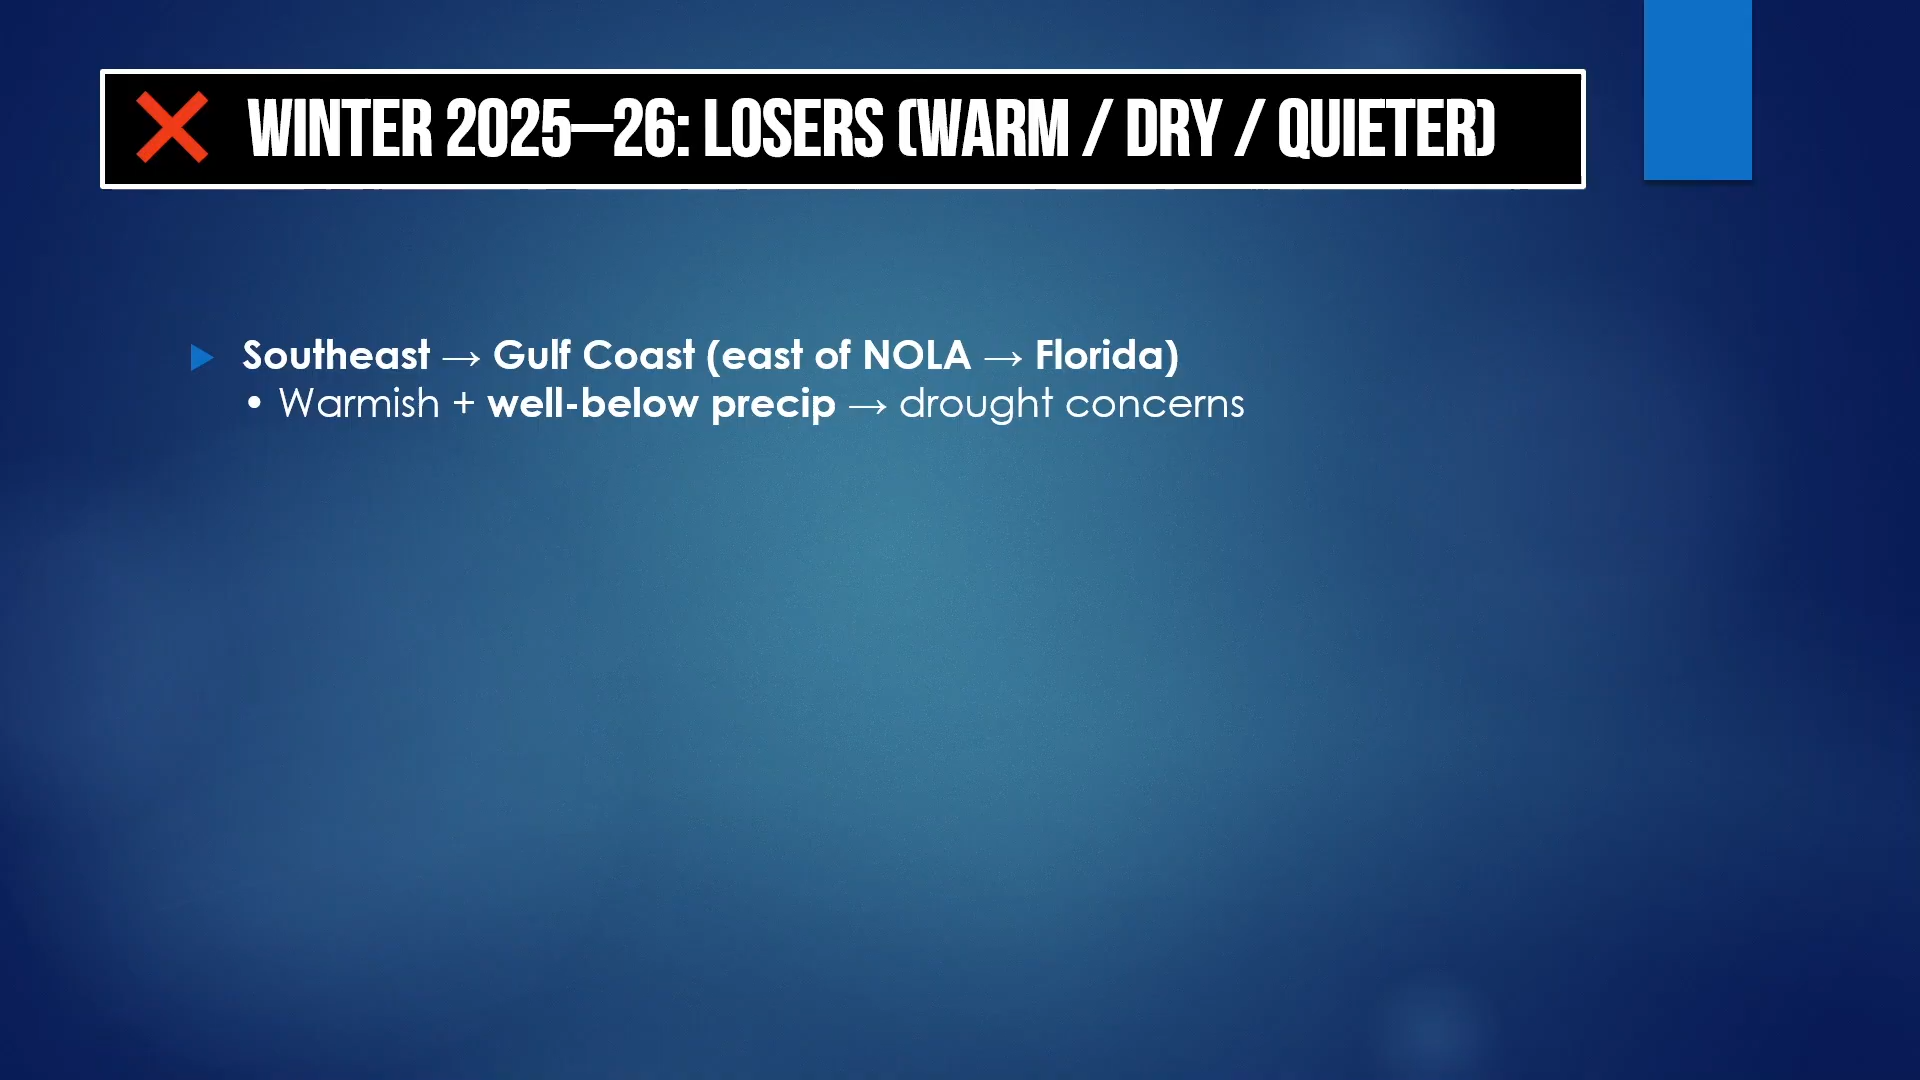 ❌ WINTER 2025–26: LOSERS (WARM / DRY / QUIETER)
Southeast → Gulf Coast (east of NOLA → Florida)
• Warmish + well-below precip → drought concerns